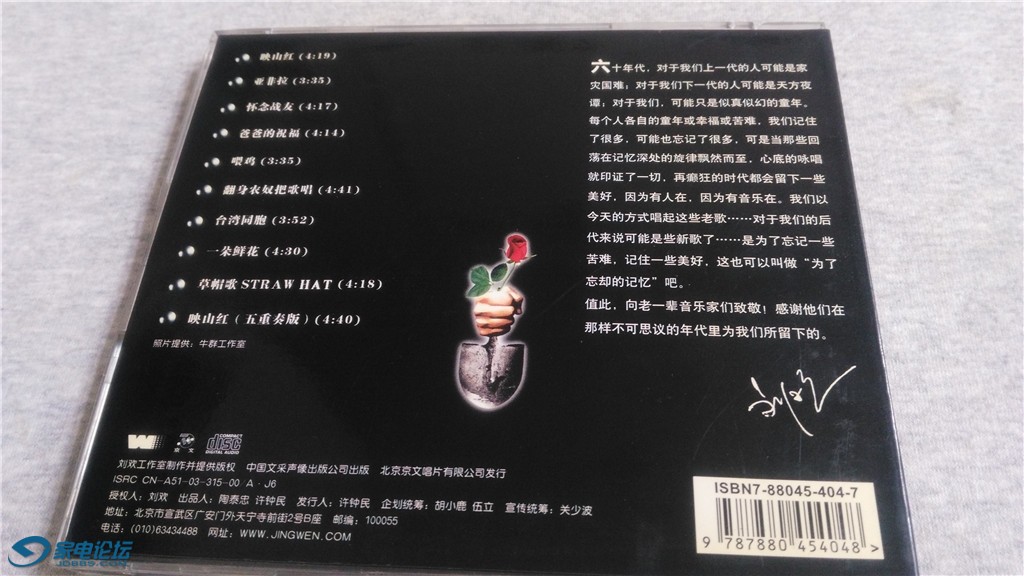 映山红 (4:19)
亚非拉 (3:35)
怀念战友 (4:17)
爸爸的祝福 (4:14)
喂鸡 (3:35)
翻身农奴把歌唱 (4:41)
台湾同胞 (3:52)
一朵鲜花 (4:30)
草帽歌 STRAW HAT (4:18)
映山红（五重奏版）(4:40)
照片提供：牛群工作室
六十年代，对于我们上一代的人可能是家
灾国难；对于我们下一代的人可能是天方夜
谭；对于我们，可能只是似真似幻的童年。
每个人各自的童年或幸福或苦难，我们记住
了很多，可能也忘记了很多，可是当那些回
荡在记忆深处的旋律飘然而至，心底的咏唱
就印证了一切，再癫狂的时代都会留下一些
美好，因为有人在，因为有音乐在。我们以
今天的方式唱起这些老歌……对于我们的后
代来说可能是些新歌了……是为了忘记一些
苦难，记住一些美好，这也可以叫做“为了
忘却的记忆”吧。
值此，向老一辈音乐家们致敬！感谢他们在
那样不可思议的年代里为我们所留下的。
刘欢
京文
COMPACT
disc
DIGITAL AUDIO
刘欢工作室制作并提供版权 中国文采声像出版公司出版 北京京文唱片有限公司发行
ISRC CN-A51-03-315-00·A·J6
授权人：刘欢 出品人：陶泰忠 许钟民 发行人：许钟民 企划统筹：胡小鹿 伍立 宣传统筹：关少波
地址：北京市宣武区广安门外天宁寺前街2号B座 邮编：100055
电话：(010)63434488 网址：WWW.JINGWEN.COM
ISBN7-88045-404-7
9 787880 454048 >
家电论坛
JD889.COM